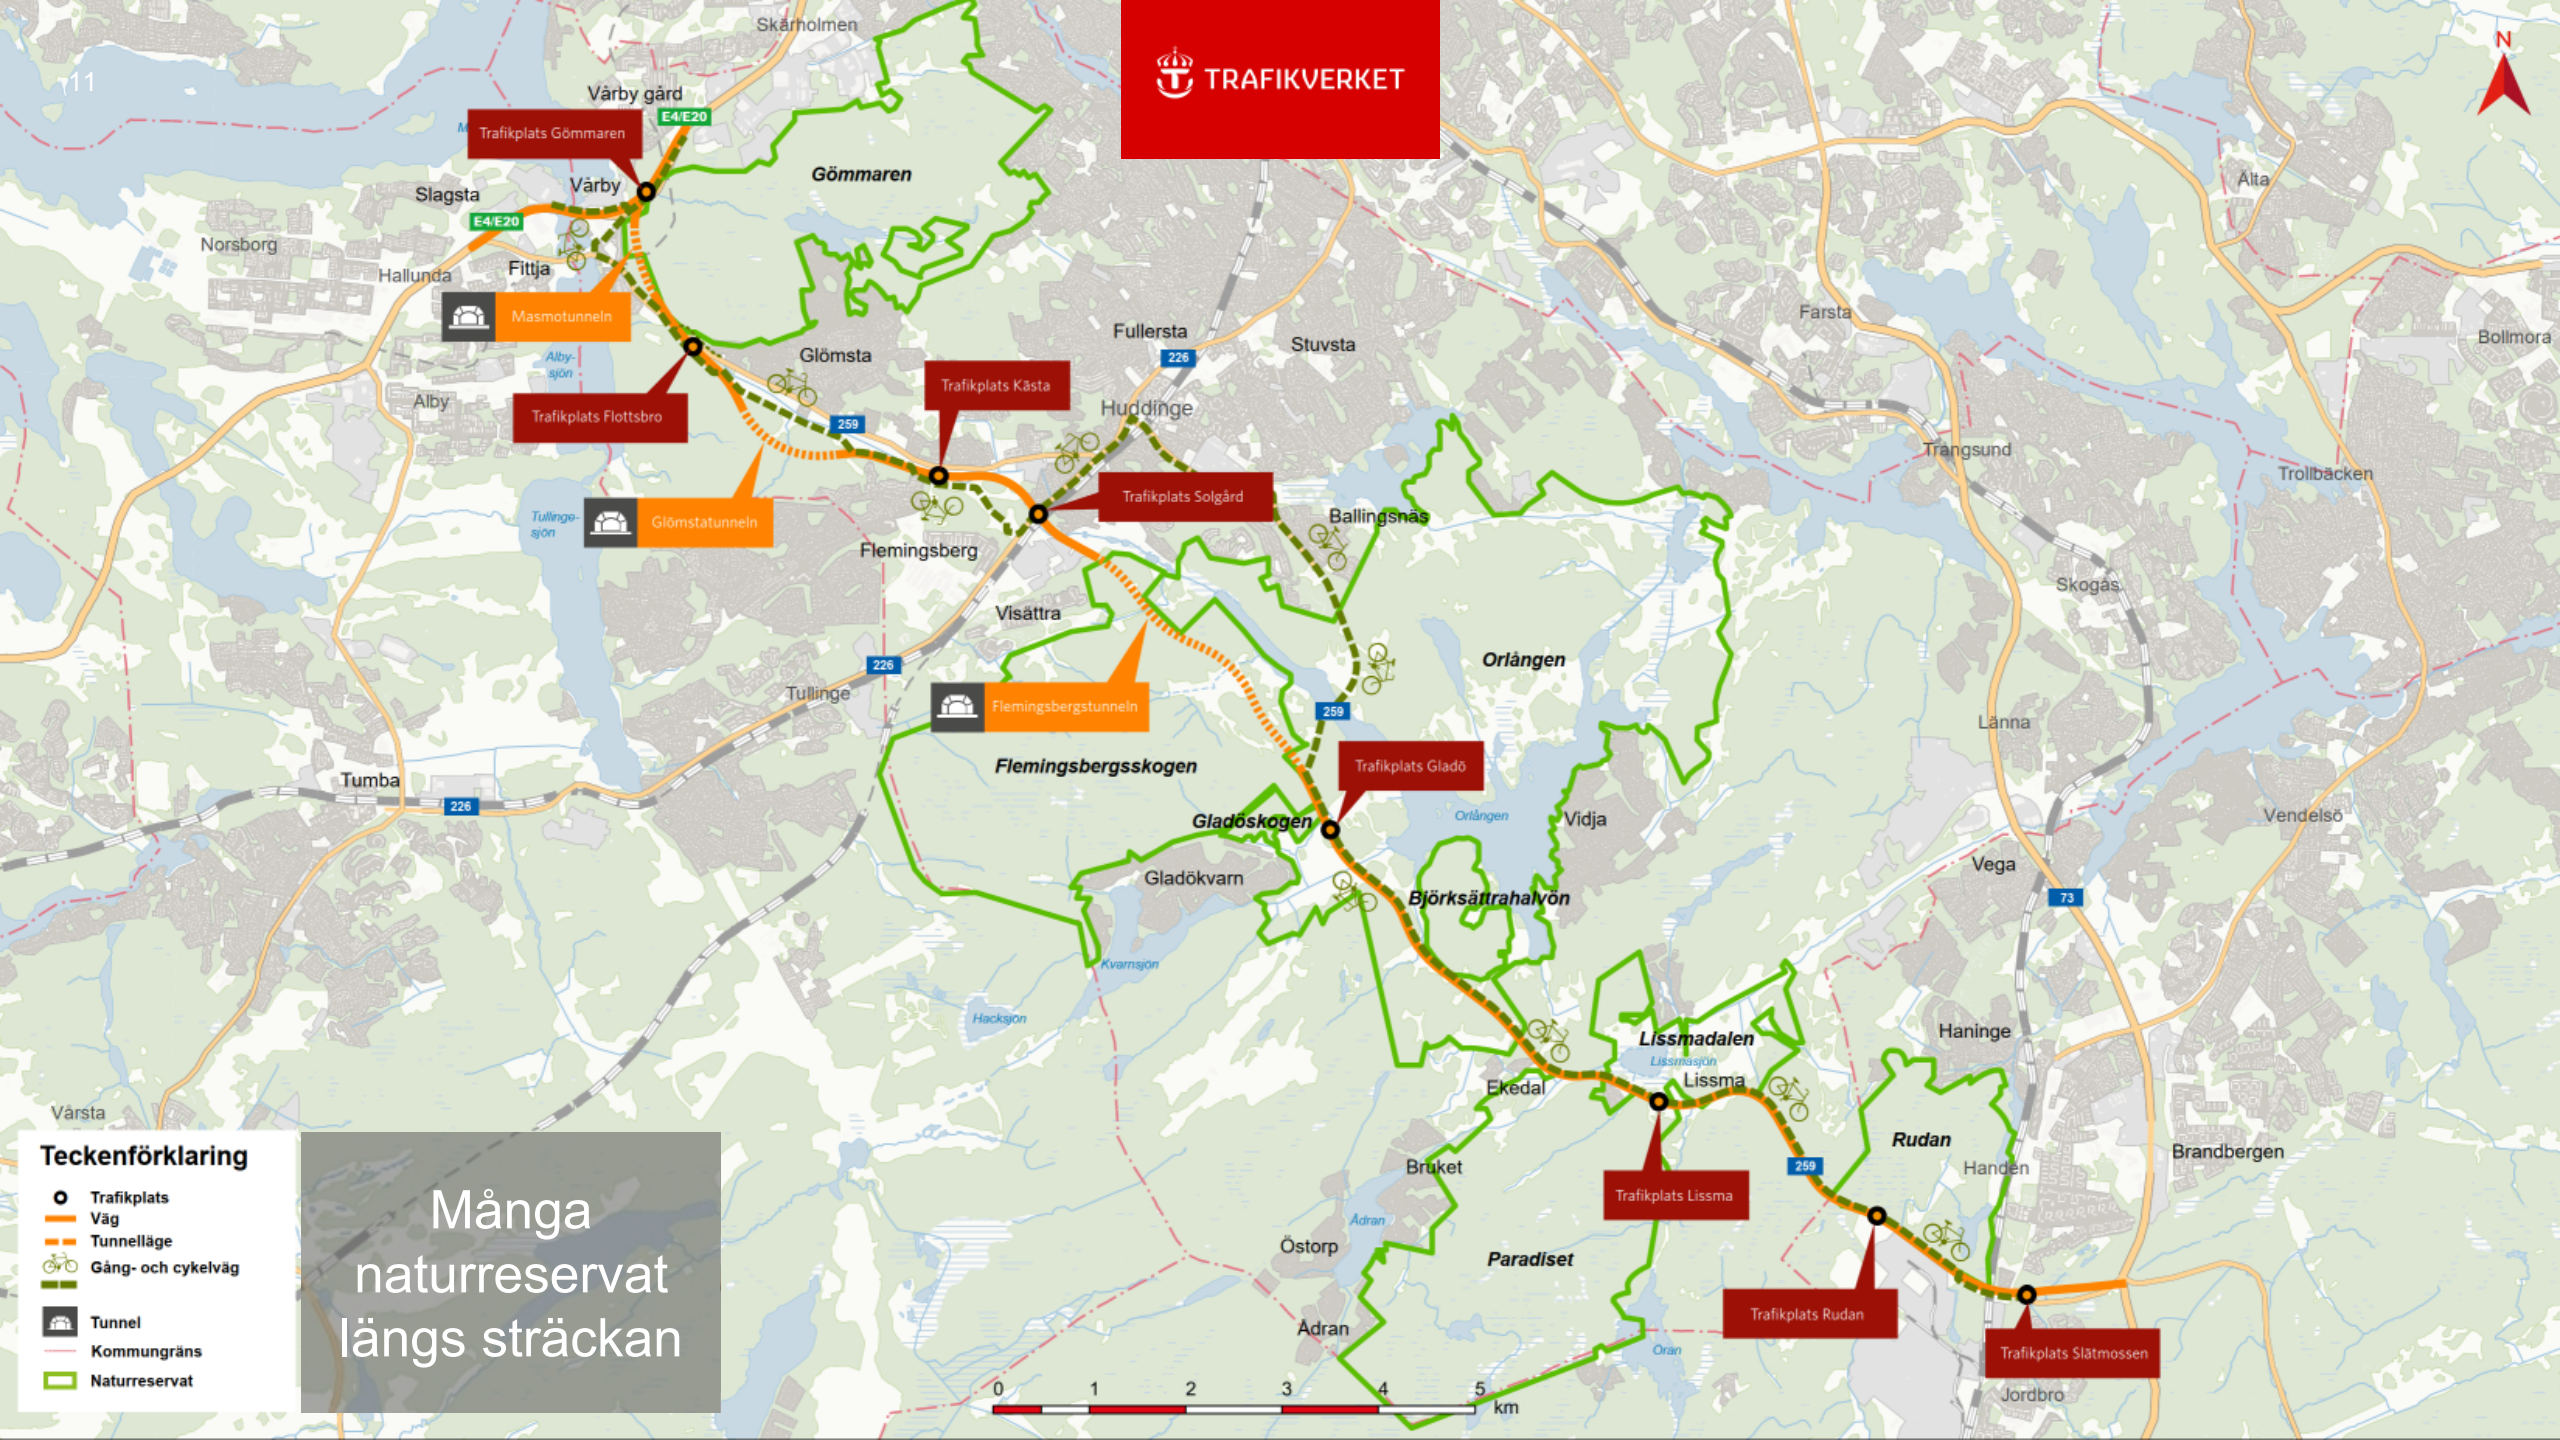 11
TRAFIKVERKET
N
Skärholmen
Vårby gård
E4/E20
Trafikplats Gömmaren
Gömmaren
Vårby
Slagsta
E4/E20
Älta
Norsborg
Hallunda
Fittja
Masmotunneln
Farsta
Bollmora
Fullersta
226
Stuvsta
Glömsta
Alby-
sjön
Trafikplats Kästa
Alby
Trafikplats Flottsbro
Huddinge
259
Trångsund
Trollbäcken
Trafikplats Solgård
Ballingsnäs
Tullinge-
sjön
Glömstatunneln
Flemingsberg
Skogås
Visättra
226
Orlången
Tullinge
Flemingsbergstunneln
259
Länna
Flemingsbergsskogen
Trafikplats Gladö
Tumba
226
Gladöskogen
Orlången
Vidja
Vendelsö
Vega
Gladökvarn
Björksättrahalvön
73
Kvarnsjön
Hacksjön
Haninge
Lissmadalen
Lissmasjön
Lissma
Ekedal
Vårsta
Rudan
Brandbergen
Bruket
259
Handen
Trafikplats Lissma
Ådran
Östorp
Paradiset
Trafikplats Rudan
Ådran
Trafikplats Slätmossen
Oran
Jordbro
Teckenförklaring
Trafikplats
Väg
Tunnelläge
Gång- och cykelväg
Tunnel
Kommungräns
Naturreservat
Många
naturreservat
längs sträckan
0 1 2 3 4 5
km